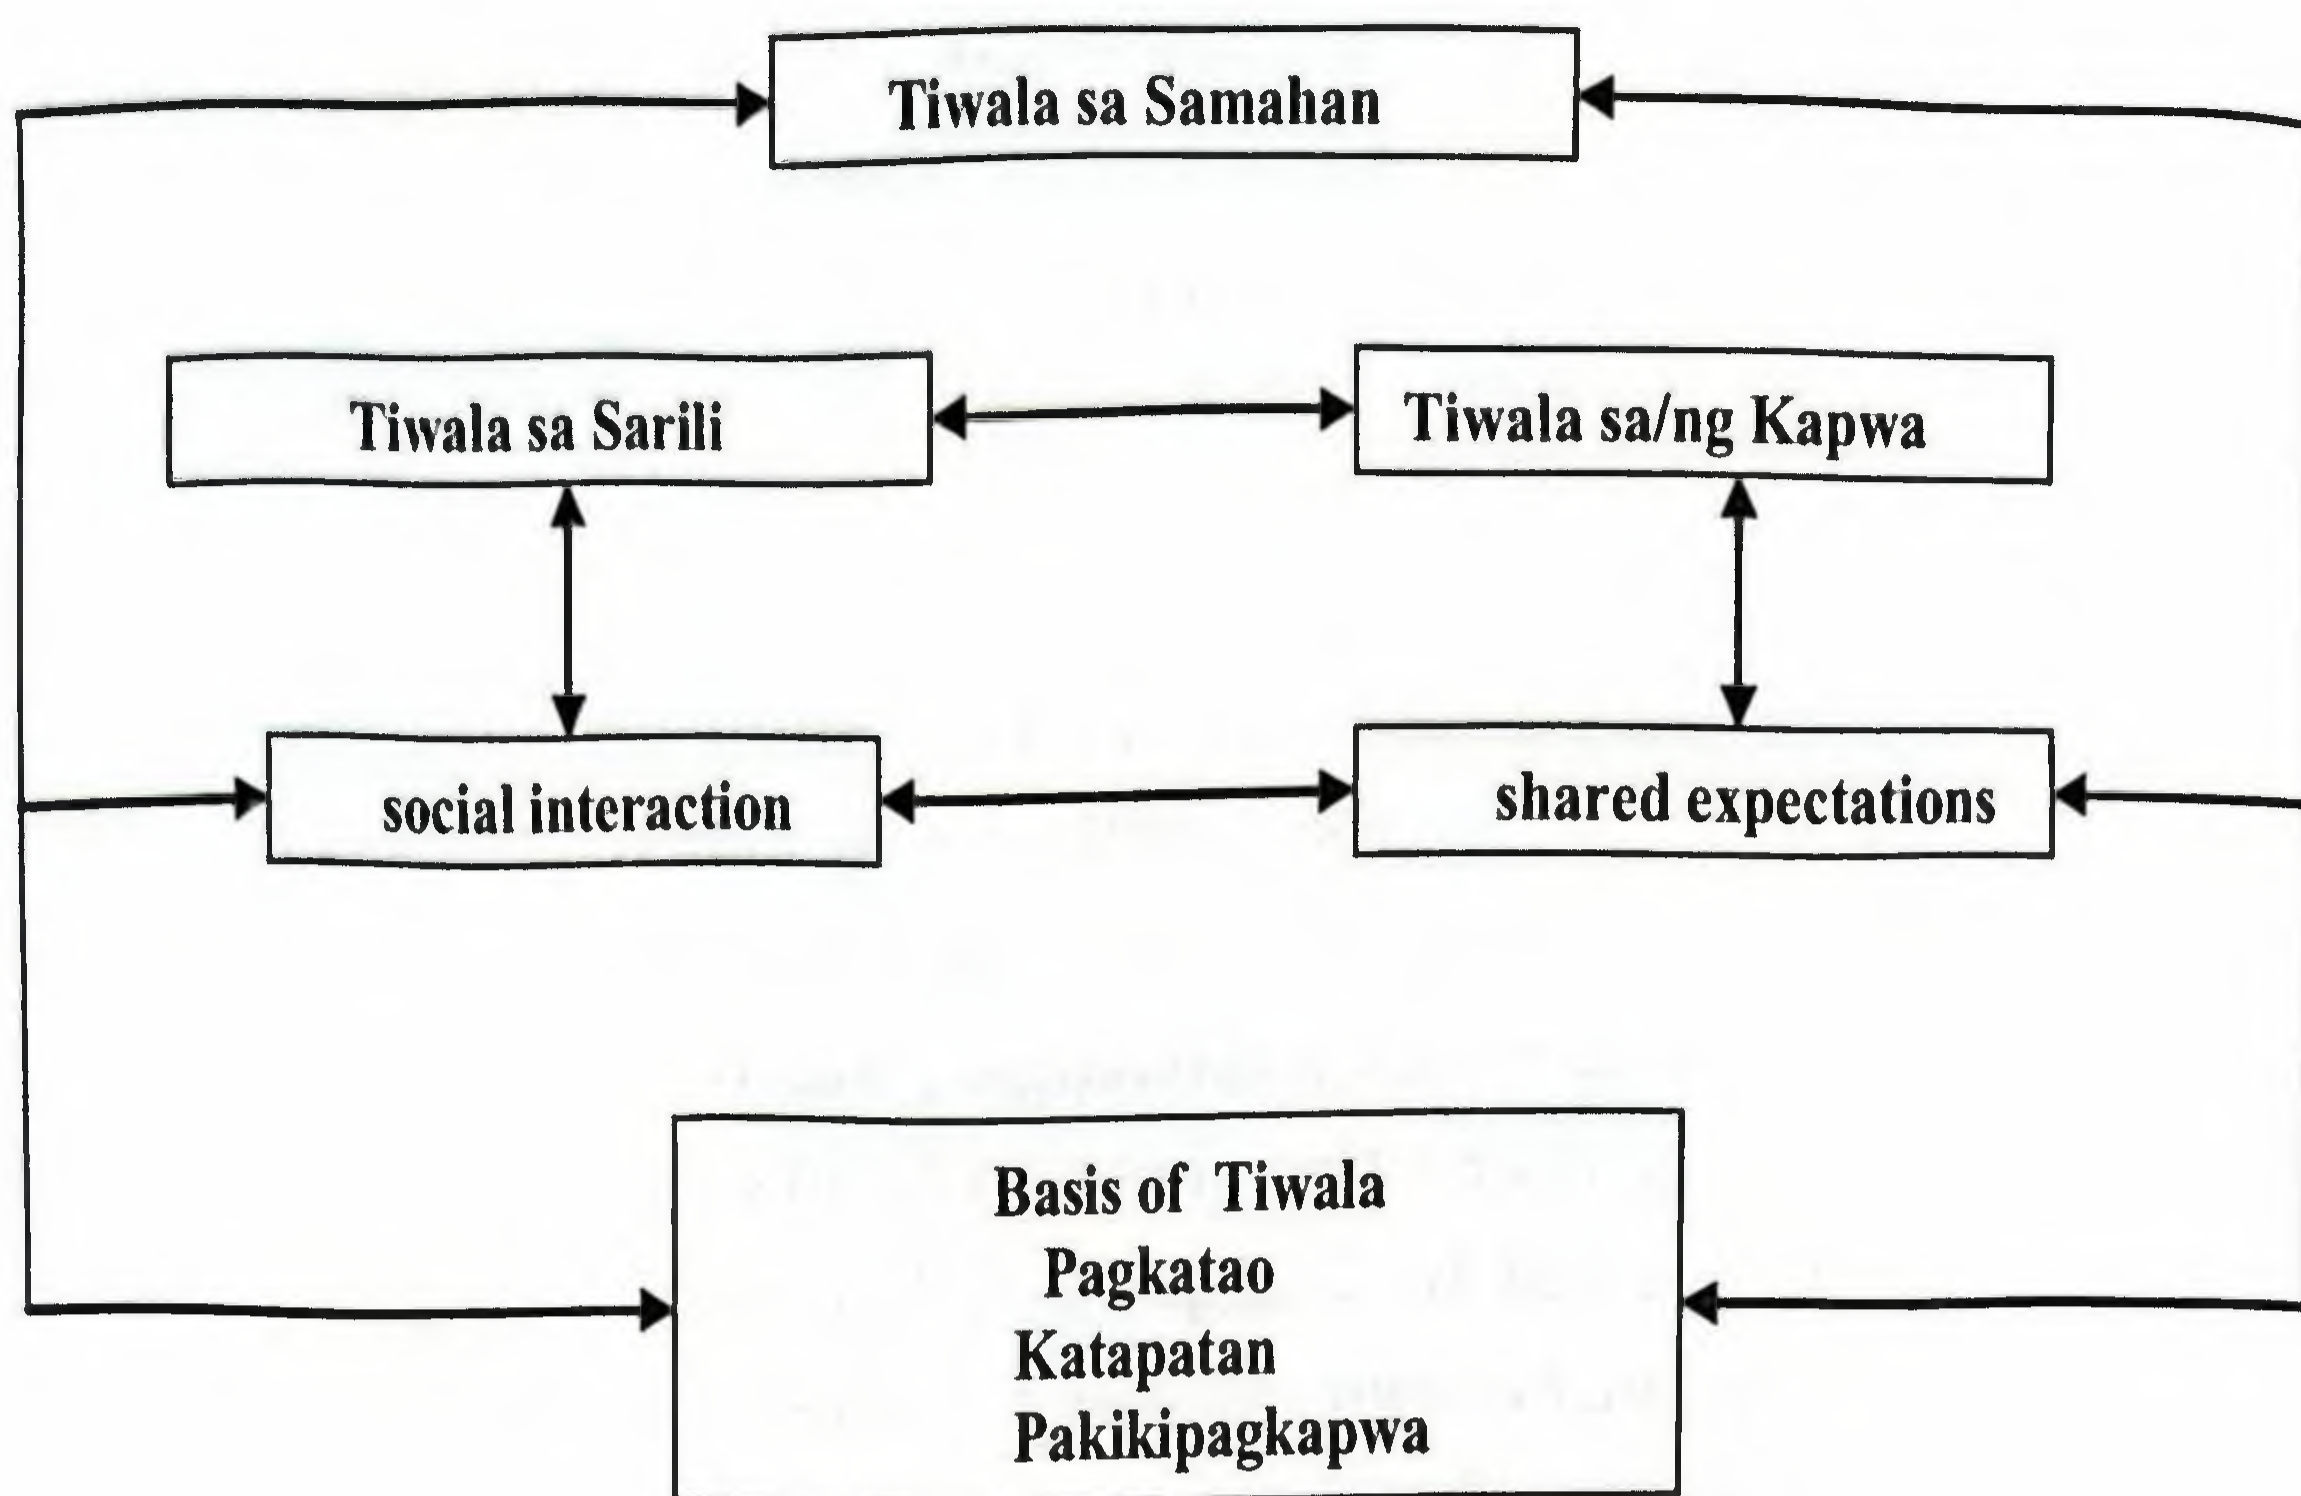 Tiwala sa Samahan
Tiwala sa Sarili
Tiwala sa/ng Kapwa
social interaction
shared expectations
Basis of Tiwala
Pagkatao
Katapatan
Pakikipagkapwa